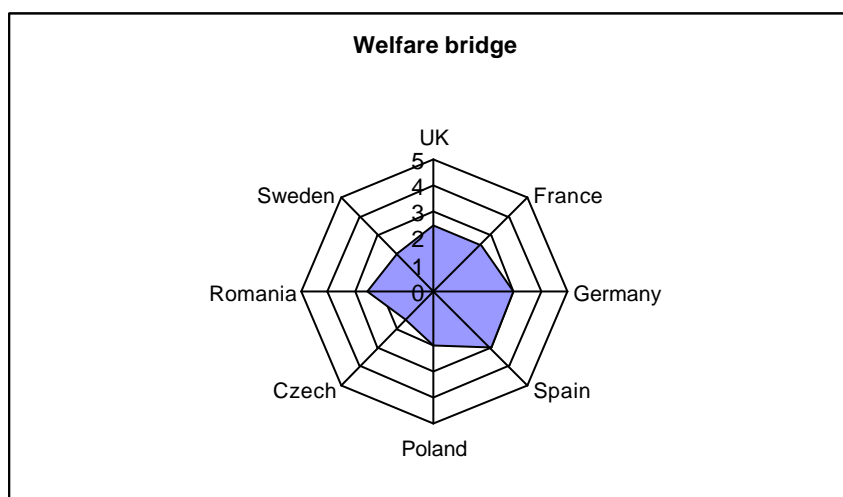 Welfare bridge
UK
5
Sweden
4
France
3
2
1
Romania
0
Germany
Czech
Spain
Poland